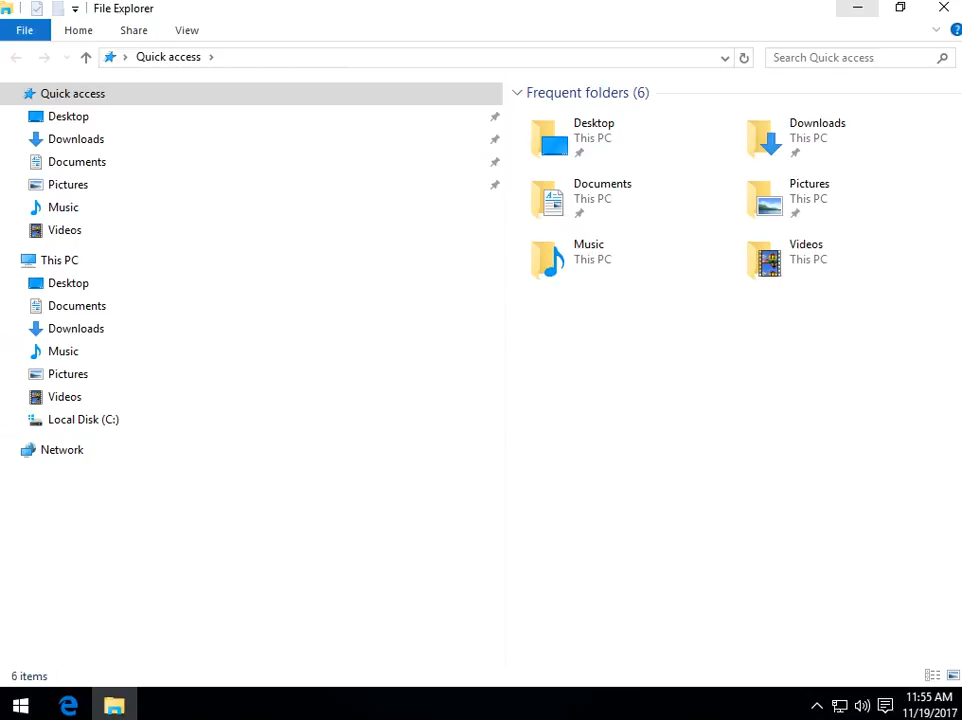 File Explorer
File Home Share View
Quick access
Search Quick access
Quick access
Desktop
Downloads
Documents
Pictures
Music
Videos
This PC
Desktop
Documents
Downloads
Music
Pictures
Videos
Local Disk (C:)
Network
Frequent folders (6)
Desktop
This PC
Downloads
This PC
Documents
This PC
Pictures
This PC
Music
This PC
Videos
This PC
6 items
11:55 AM
11/19/2017